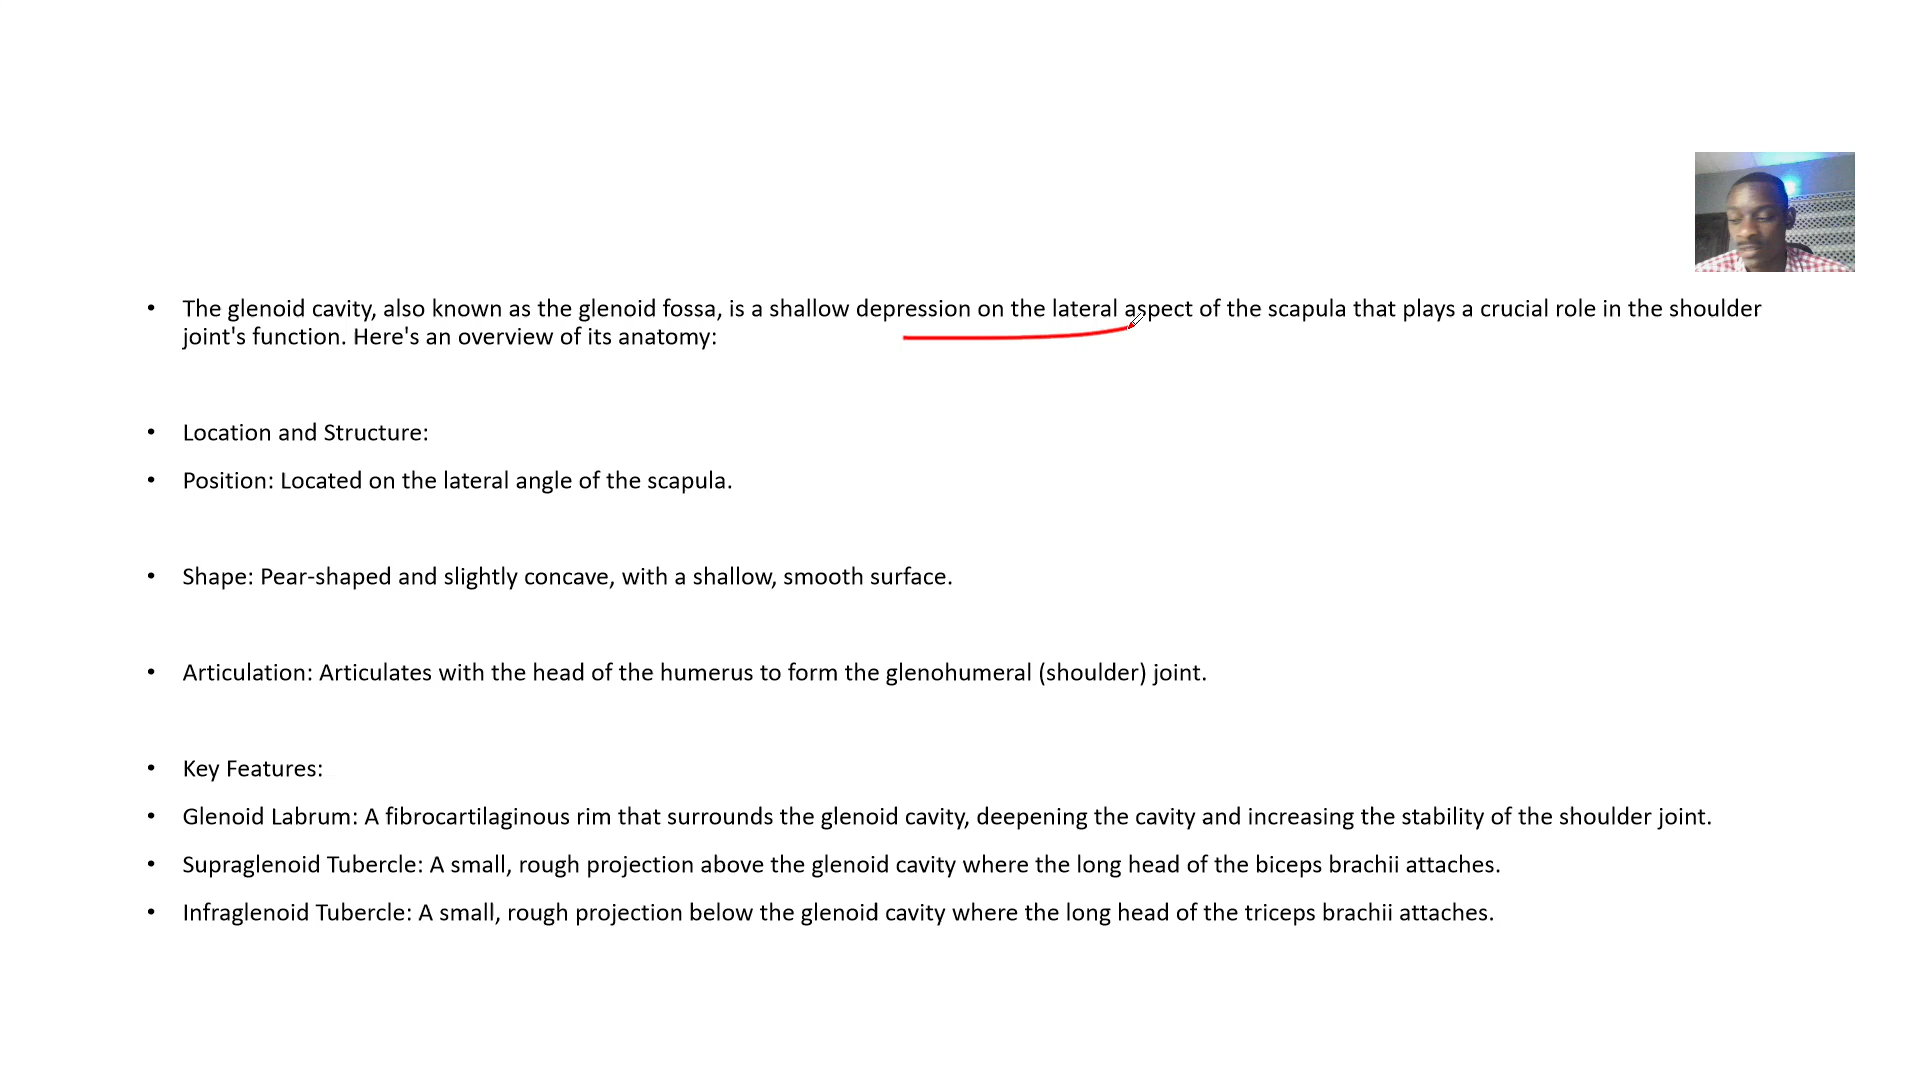 • The glenoid cavity, also known as the glenoid fossa, is a shallow depression on the lateral aspect of the scapula that plays a crucial role in the shoulder
joint's function. Here's an overview of its anatomy:
• Location and Structure:
• Position: Located on the lateral angle of the scapula.
• Shape: Pear-shaped and slightly concave, with a shallow, smooth surface.
• Articulation: Articulates with the head of the humerus to form the glenohumeral (shoulder) joint.
• Key Features:
• Glenoid Labrum: A fibrocartilaginous rim that surrounds the glenoid cavity, deepening the cavity and increasing the stability of the shoulder joint.
• Supraglenoid Tubercle: A small, rough projection above the glenoid cavity where the long head of the biceps brachii attaches.
• Infraglenoid Tubercle: A small, rough projection below the glenoid cavity where the long head of the triceps brachii attaches.